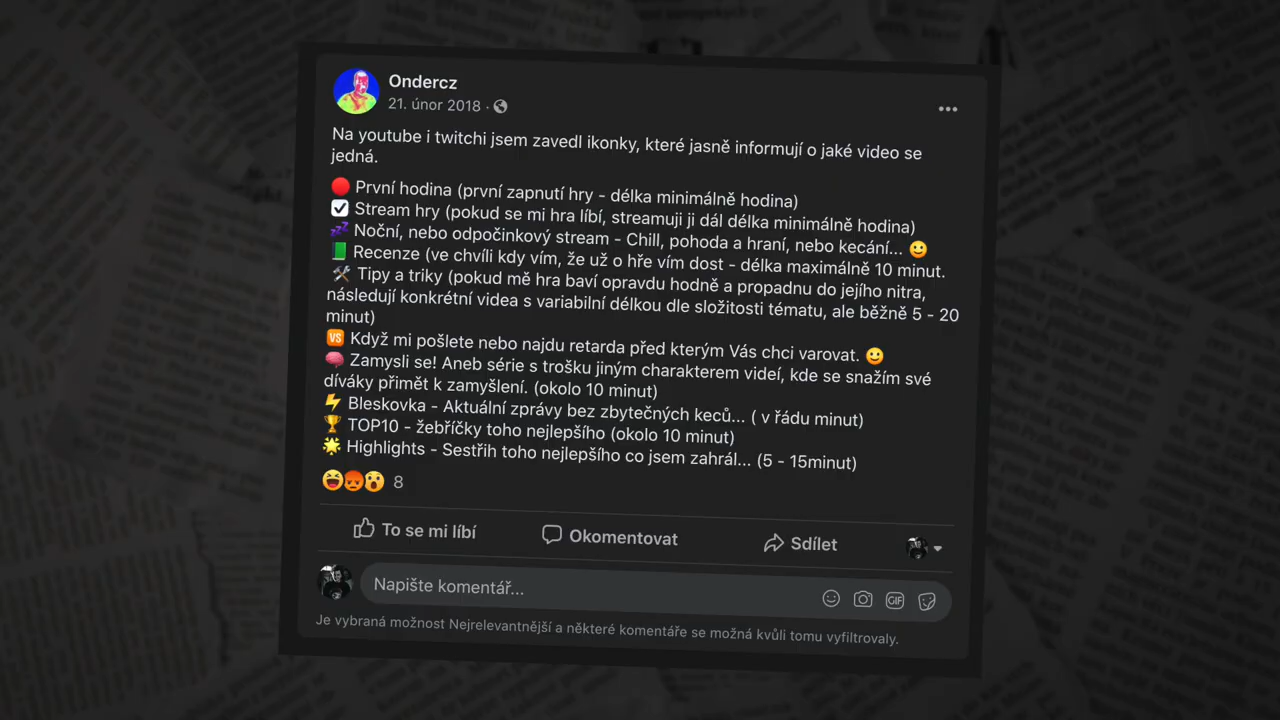 Ondercz
21. únor 2018 ·
Na youtube i twitchi jsem zavedl ikonky, které jasně informují o jaké video se
jedná.
🔴 První hodina (první zapnutí hry - délka minimálně hodina)
☑️ Stream hry (pokud se mi hra líbí, streamuji ji dál délka minimálně hodina)
💤 Noční, nebo odpočinkový stream - Chill, pohoda a hraní, nebo kecání... 🙂
📗 Recenze (ve chvíli kdy vím, že už o hře vím dost - délka maximálně 10 minut.
🛠 Tipy a triky (pokud mě hra baví opravdu hodně a propadnu do jejího nitra,
následují konkrétní videa s variabilní délkou dle složitosti tématu, ale běžně 5 - 20
minut)
🆚 Když mi pošlete nebo najdu retarda před kterým Vás chci varovat. 🙂
🧠 Zamysli se! Aneb série s trošku jiným charakterem videí, kde se snažím své
díváky přimět k zamyšlení. (okolo 10 minut)
⚡ Bleskovka - Aktuální zprávy bez zbytečných keců... ( v řádu minut)
🏆 TOP10 - žebříčky toho nejlepšího (okolo 10 minut)
🌟 Highlights - Sestřih toho nejlepšího co jsem zahrál... (5 - 15minut)
😆😡😮 8
To se mi líbí Okomentovat Sdílet
Napište komentář... GIF
Je vybraná možnost Nejrelevantnější a některé komentáře se možná kvůli tomu vyfiltrovaly.